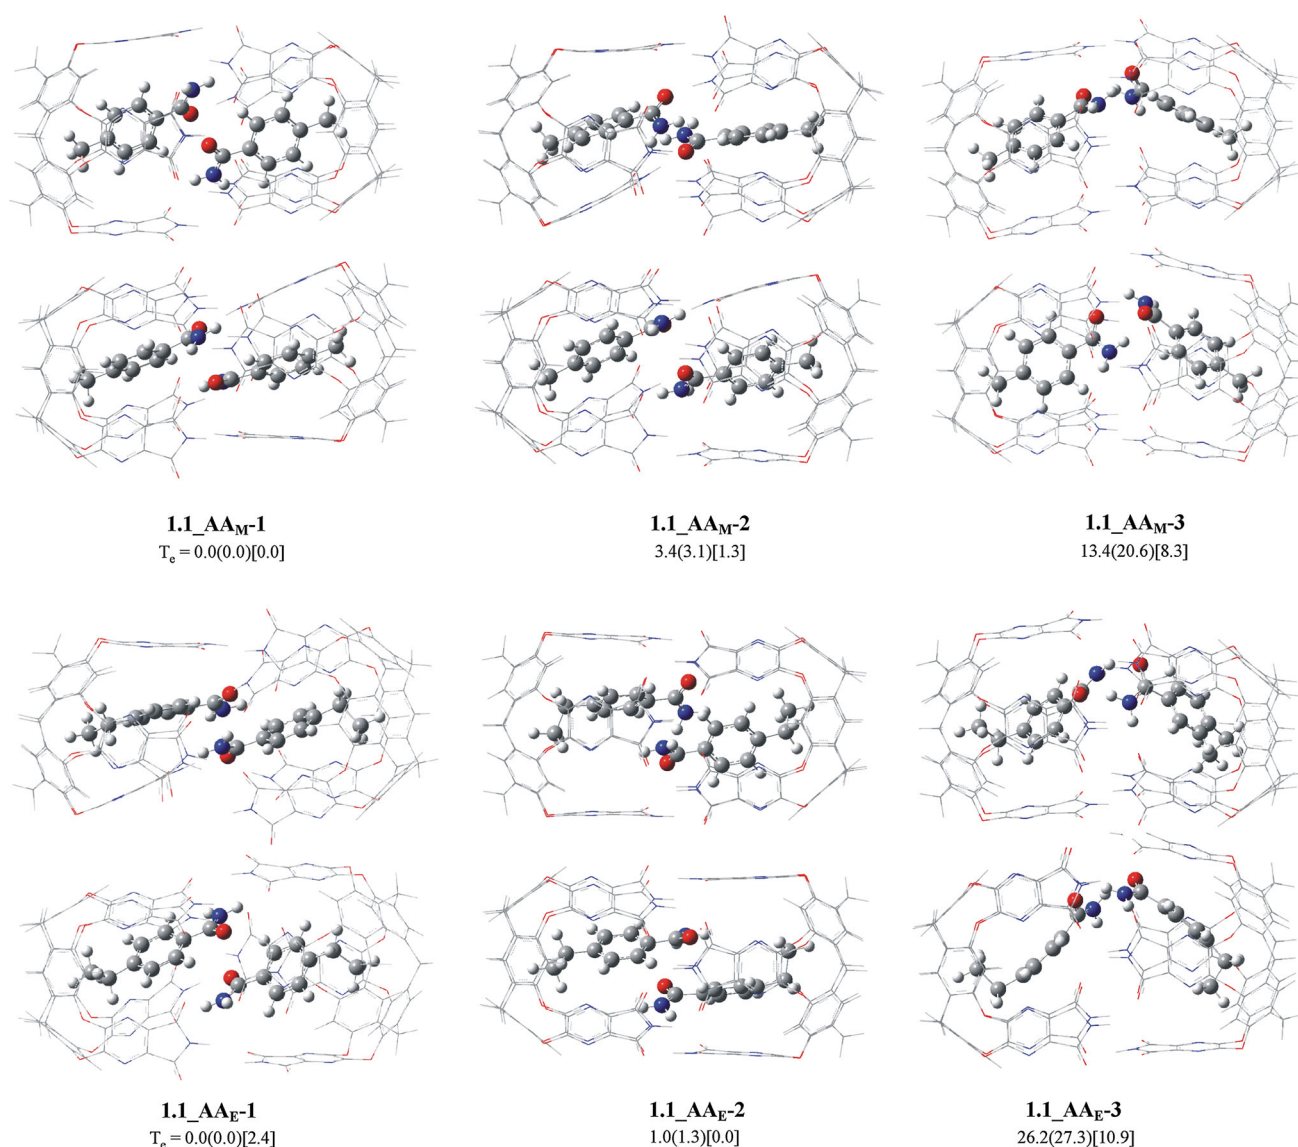 1.1_AA_M-1 1.1_AA_M-2 1.1_AA_M-3
T_e = 0.0(0.0)[0.0] 3.4(3.1)[1.3] 13.4(20.6)[8.3]
1.1_AA_E-1 1.1_AA_E-2 1.1_AA_E-3
T_e = 0.0(0.0)[2.4] 1.0(1.3)[0.0] 26.2(27.3)[10.9]